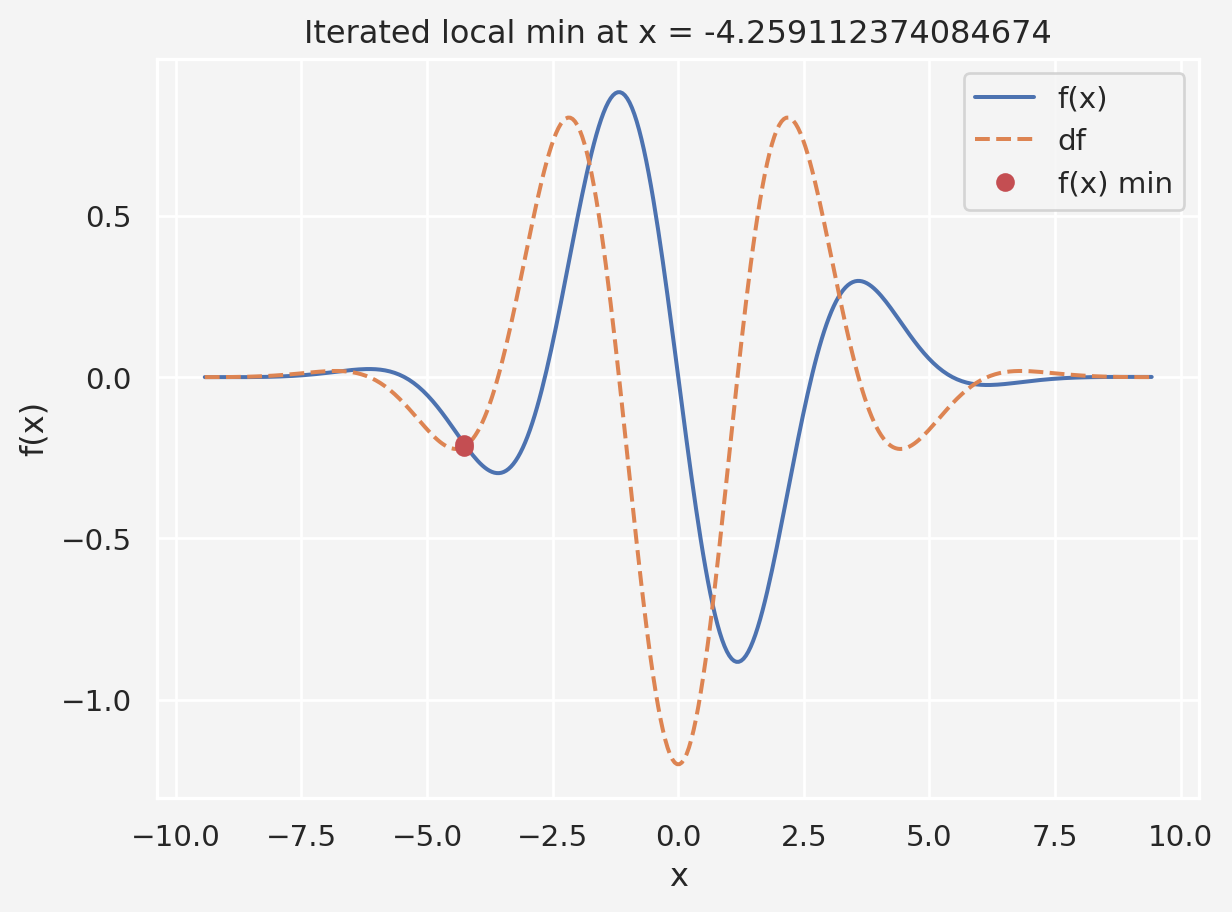 Iterated local min at x = -4.259112374084674
f(x)
df
f(x) min
0.5
0.0
−0.5
−1.0
f(x)
−10.0 −7.5 −5.0 −2.5 0.0 2.5 5.0 7.5 10.0
x